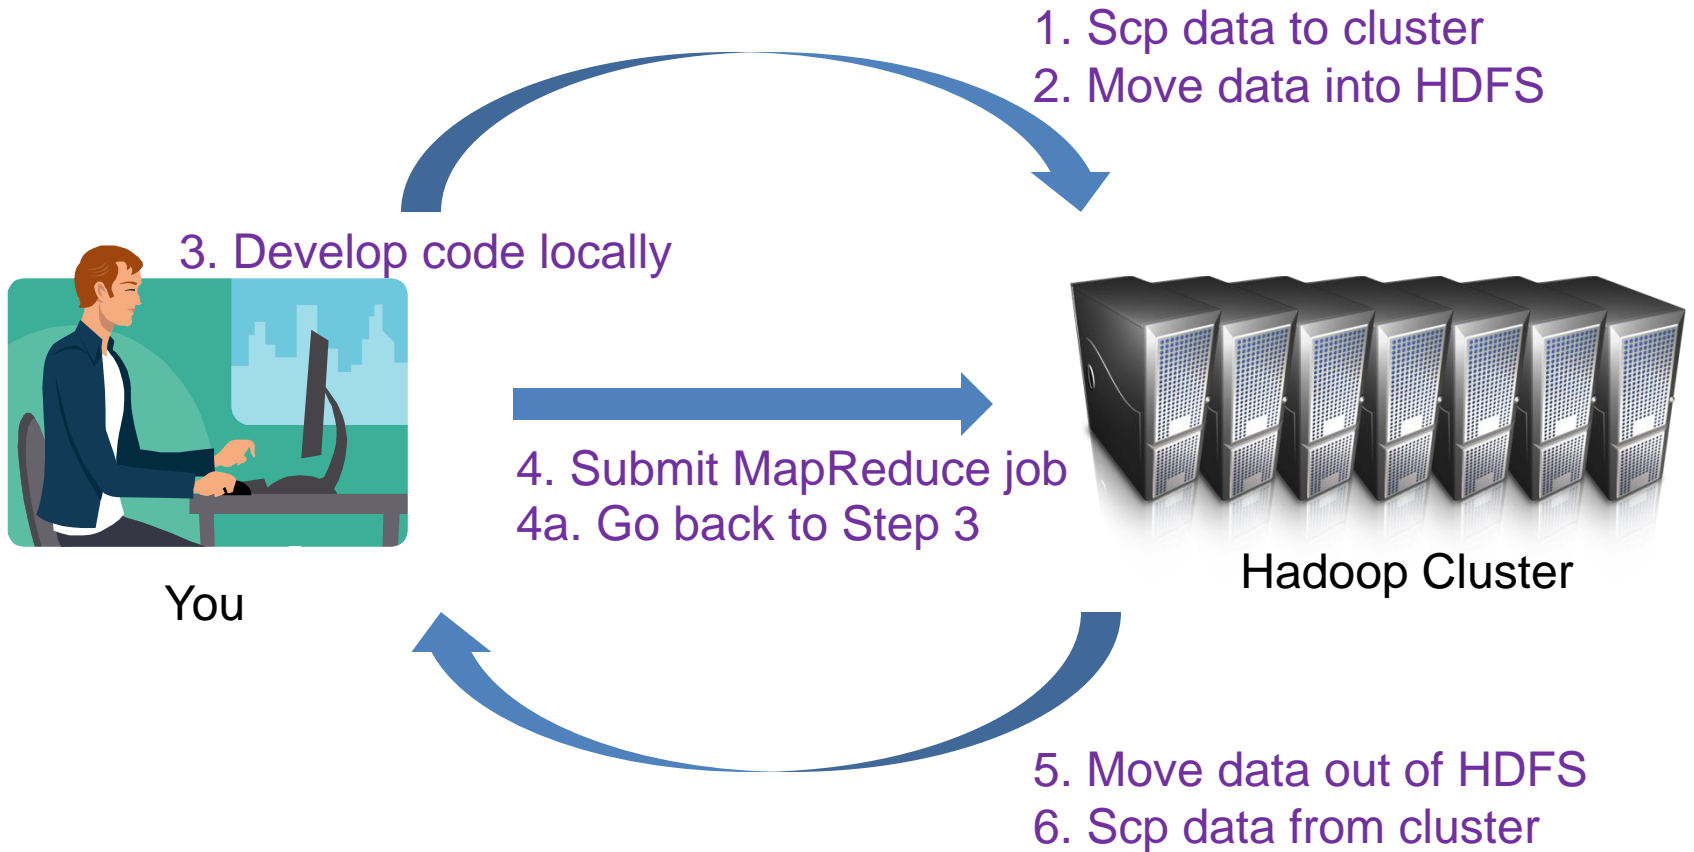 1. Scp data to cluster
2. Move data into HDFS
3. Develop code locally
4. Submit MapReduce job
4a. Go back to Step 3
Hadoop Cluster
You
5. Move data out of HDFS
6. Scp data from cluster